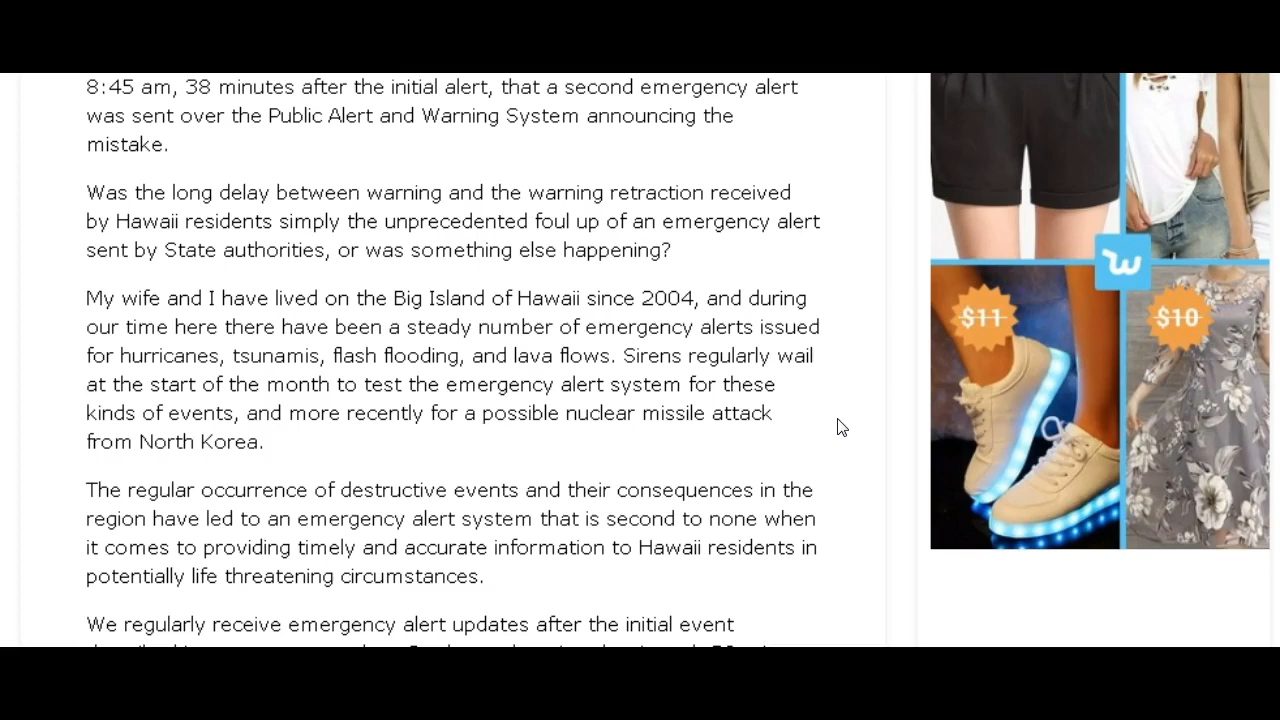 8:45 am, 38 minutes after the initial alert, that a second emergency alert
was sent over the Public Alert and Warning System announcing the
mistake.
Was the long delay between warning and the warning retraction received
by Hawaii residents simply the unprecedented foul up of an emergency alert
sent by State authorities, or was something else happening?
My wife and I have lived on the Big Island of Hawaii since 2004, and during
our time here there have been a steady number of emergency alerts issued
for hurricanes, tsunamis, flash flooding, and lava flows. Sirens regularly wail
at the start of the month to test the emergency alert system for these
kinds of events, and more recently for a possible nuclear missile attack
from North Korea.
The regular occurrence of destructive events and their consequences in the
region have led to an emergency alert system that is second to none when
it comes to providing timely and accurate information to Hawaii residents in
potentially life threatening circumstances.
We regularly receive emergency alert updates after the initial event
$11
$10